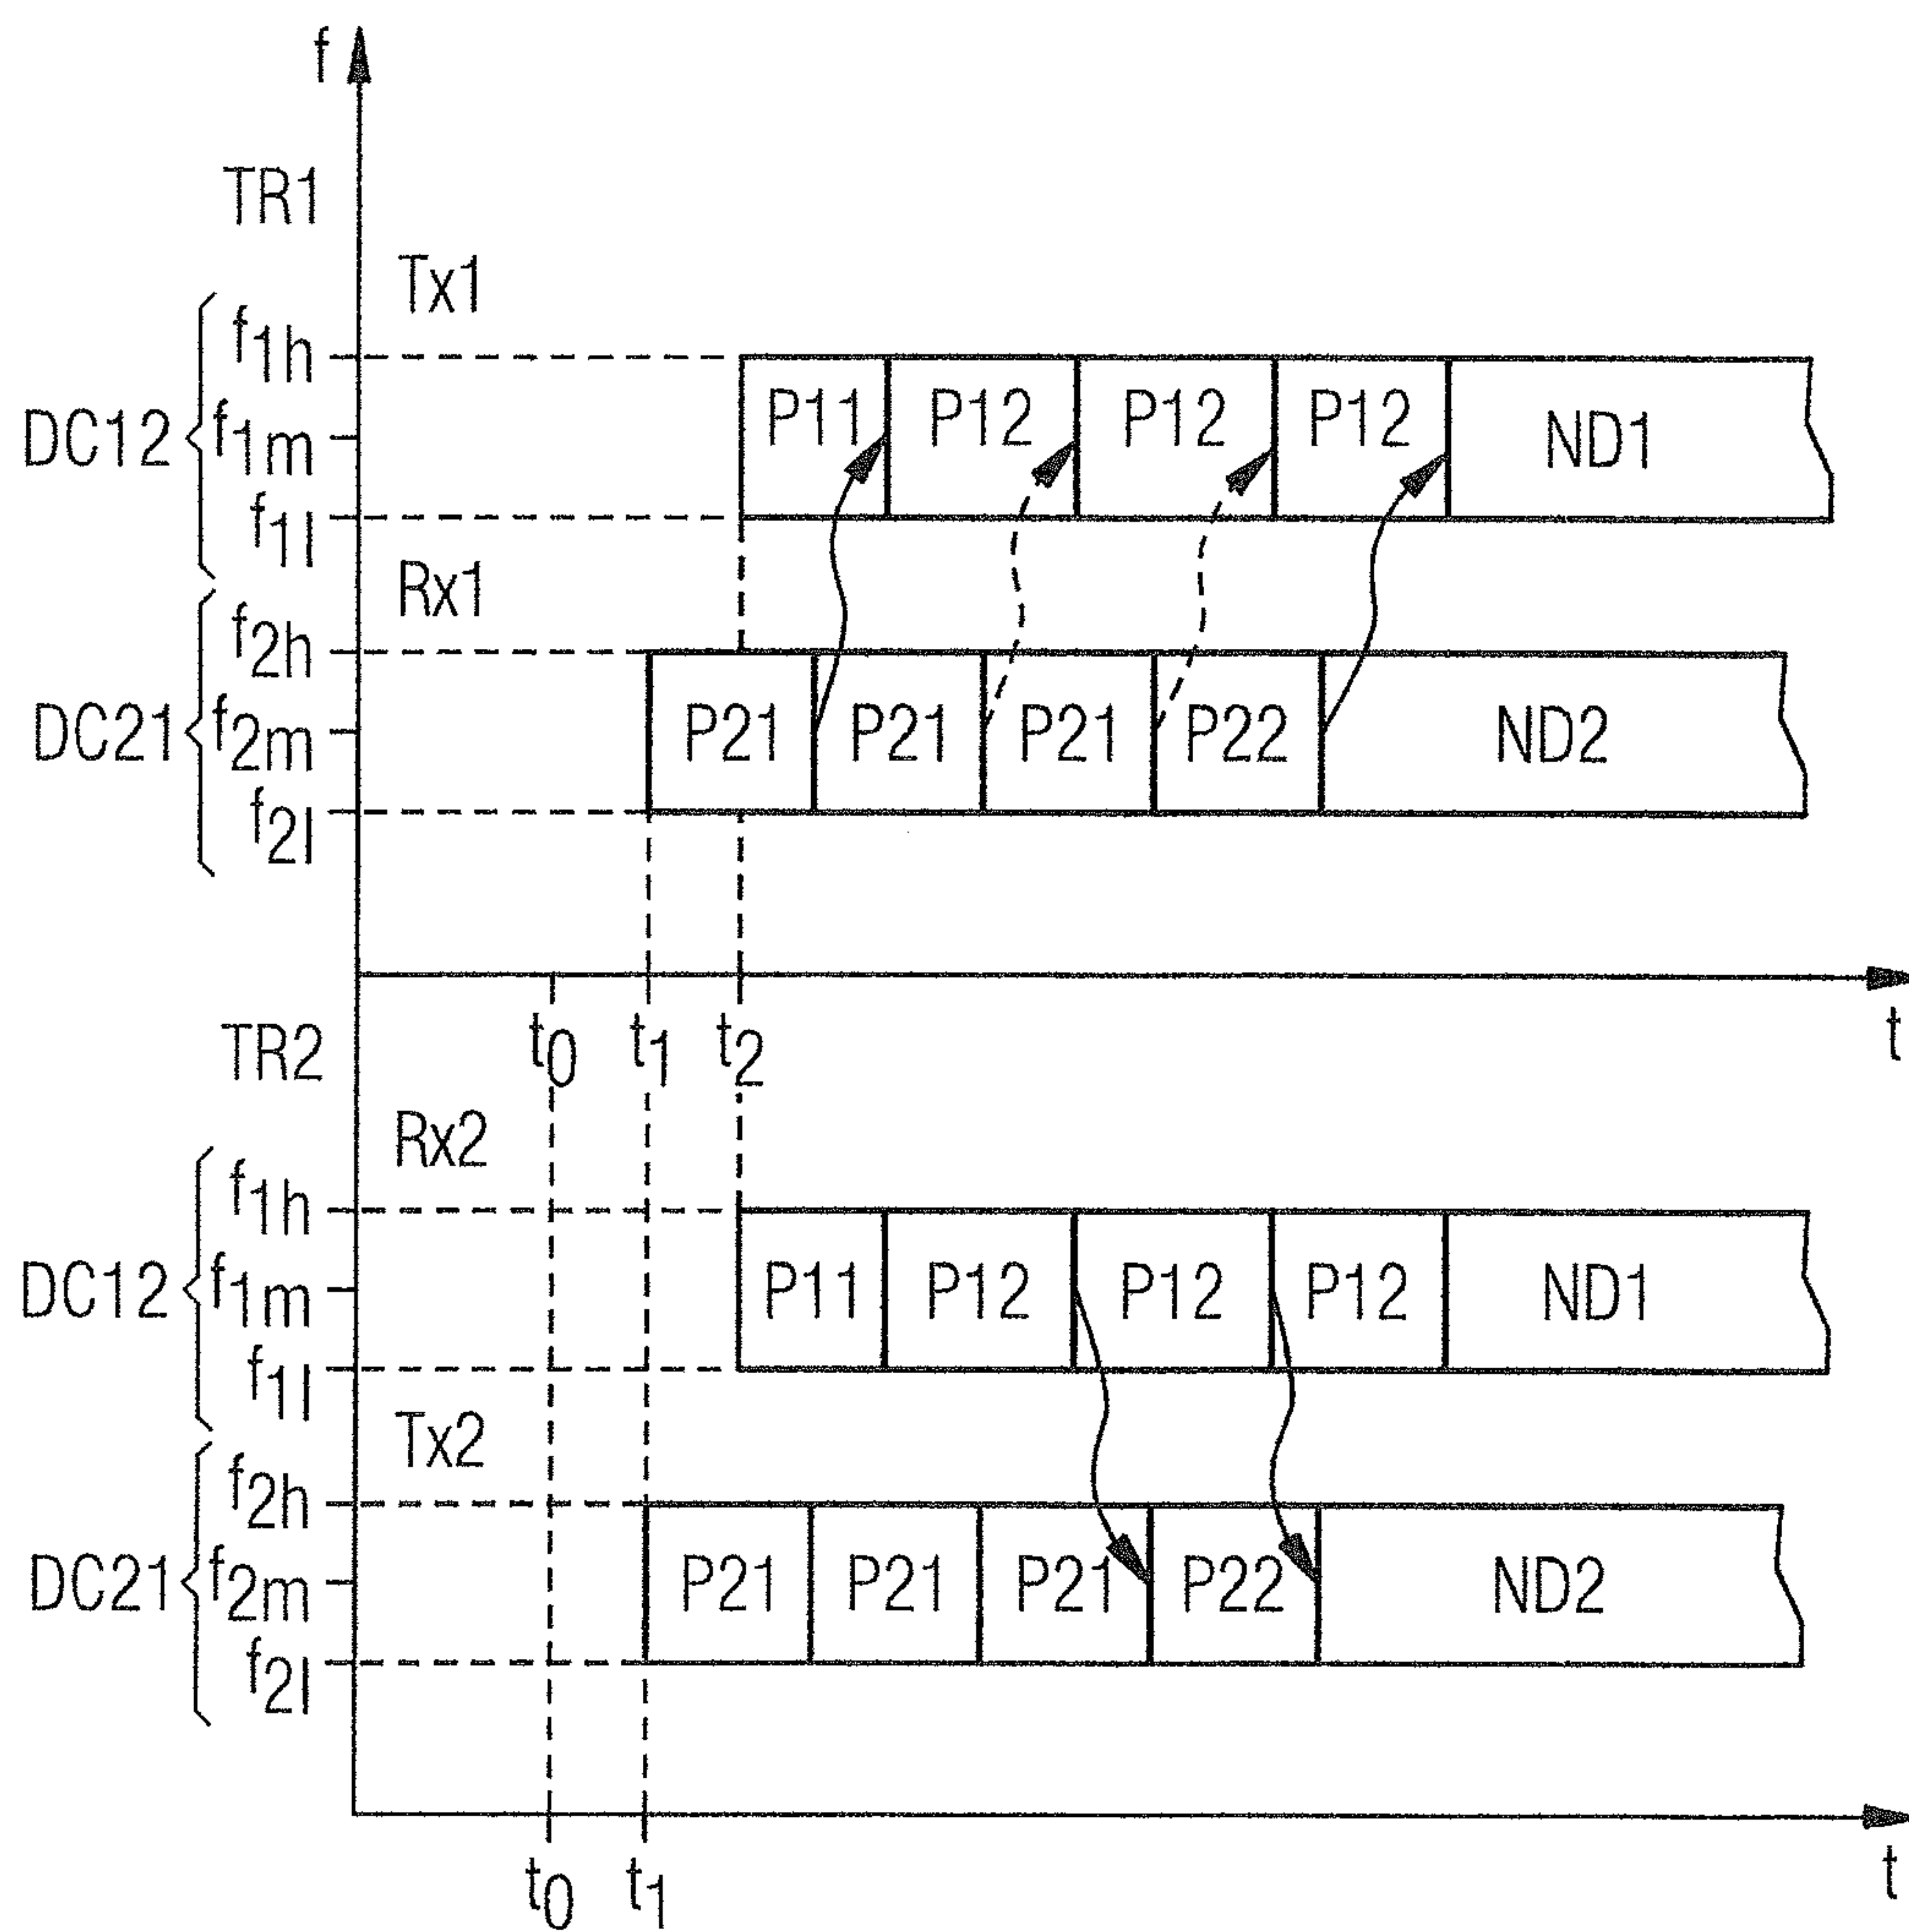 f
TR1
Tx1
DC12 { f1h f1m f1l
P11 P12 P12 P12 ND1
Rx1
DC21 { f2h f2m f2l
P21 P21 P21 P22 ND2
t0 t1 t2 t
TR2
Rx2
DC12 { f1h f1m f1l
P11 P12 P12 P12 ND1
Tx2
DC21 { f2h f2m f2l
P21 P21 P21 P22 ND2
t0 t1 t